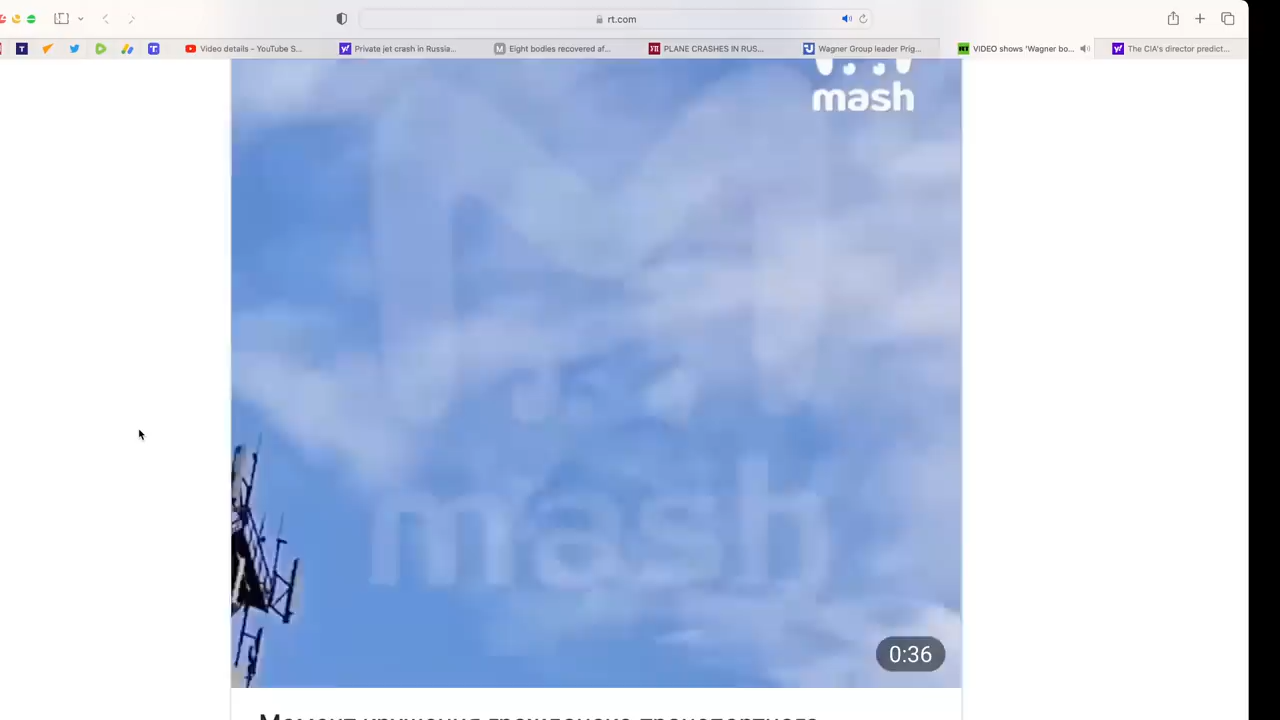 rt.com
Video details - YouTube S...
Private jet crash in Russia...
Eight bodies recovered af...
PLANE CRASHES IN RUS...
Wagner Group leader Prig...
VIDEO shows 'Wagner bo...
The CIA's director predict...
mash
mash
0:36